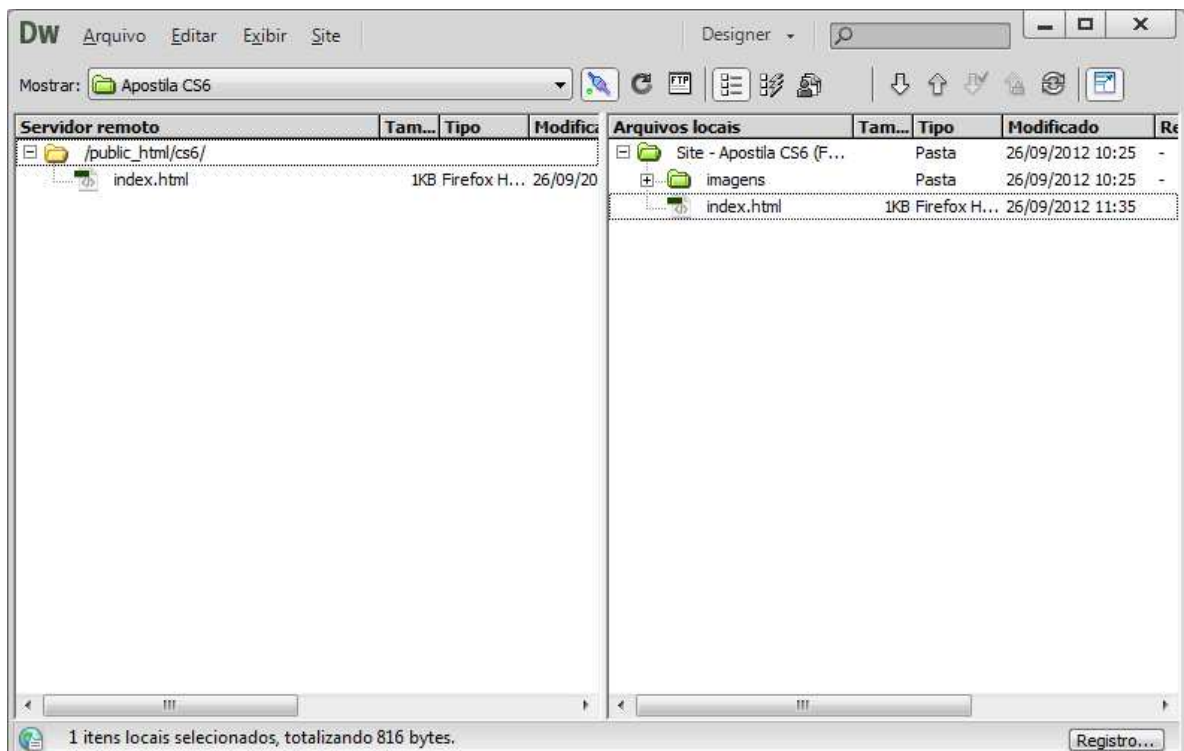 Dw Arquivo Editar Exibir Site Designer
Mostrar: Apostila CS6 FTP
Servidor remoto Tam... Tipo Modifica Arquivos locais Tam... Tipo Modificado Re
/public_html/cs6/ Site - Apostila CS6 (F... Pasta 26/09/2012 10:25 -
index.html 1KB Firefox H... 26/09/20 imagens Pasta 26/09/2012 10:25 -
index.html 1KB Firefox H... 26/09/2012 11:35
1 itens locais selecionados, totalizando 816 bytes. Registro...